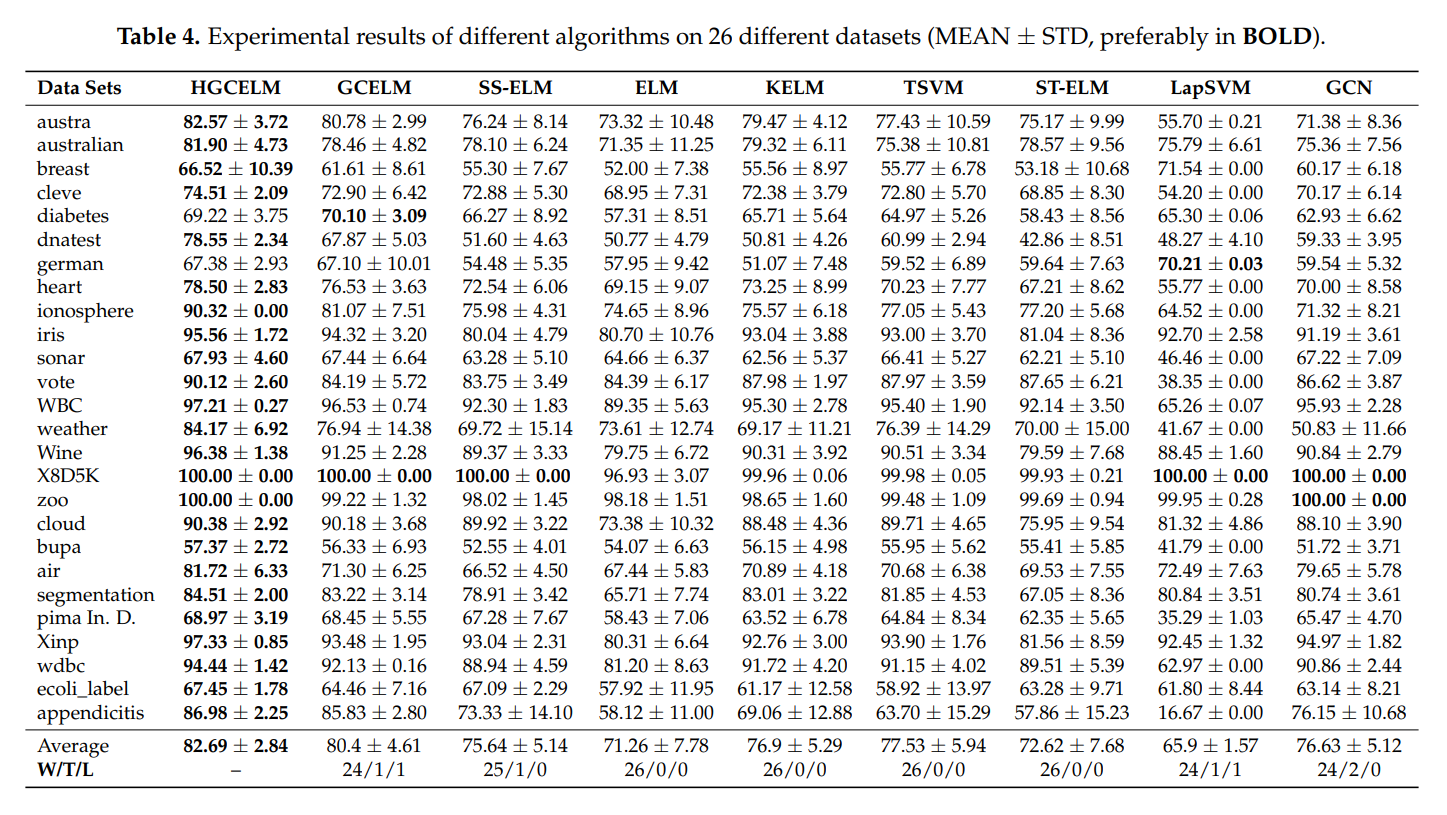 Table 4. Experimental results of different algorithms on 26 different datasets (MEAN ± STD, preferably in BOLD).
Data Sets HGCELM GCELM SS-ELM ELM KELM TSVM ST-ELM LapSVM GCN
austra 82.57 ± 3.72 80.78 ± 2.99 76.24 ± 8.14 73.32 ± 10.48 79.47 ± 4.12 77.43 ± 10.59 75.17 ± 9.99 55.70 ± 0.21 71.38 ± 8.36
australian 81.90 ± 4.73 78.46 ± 4.82 78.10 ± 6.24 71.35 ± 11.25 79.32 ± 6.11 75.38 ± 10.81 78.57 ± 9.56 75.79 ± 6.61 75.36 ± 7.56
breast 66.52 ± 10.39 61.61 ± 8.61 55.30 ± 7.67 52.00 ± 7.38 55.56 ± 8.97 55.77 ± 6.78 53.18 ± 10.68 71.54 ± 0.00 60.17 ± 6.18
cleve 74.51 ± 2.09 72.90 ± 6.42 72.88 ± 5.30 68.95 ± 7.31 72.38 ± 3.79 72.80 ± 5.70 68.85 ± 8.30 54.20 ± 0.00 70.17 ± 6.14
diabetes 69.22 ± 3.75 70.10 ± 3.09 66.27 ± 8.92 57.31 ± 8.51 65.71 ± 5.64 64.97 ± 5.26 58.43 ± 8.56 65.30 ± 0.06 62.93 ± 6.62
dnatest 78.55 ± 2.34 67.87 ± 5.03 51.60 ± 4.63 50.77 ± 4.79 50.81 ± 4.26 60.99 ± 2.94 42.86 ± 8.51 48.27 ± 4.10 59.33 ± 3.95
german 67.38 ± 2.93 67.10 ± 10.01 54.48 ± 5.35 57.95 ± 9.42 51.07 ± 7.48 59.52 ± 6.89 59.64 ± 7.63 70.21 ± 0.03 59.54 ± 5.32
heart 78.50 ± 2.83 76.53 ± 3.63 72.54 ± 6.06 69.15 ± 9.07 73.25 ± 8.99 70.23 ± 7.77 67.21 ± 8.62 55.77 ± 0.00 70.00 ± 8.58
ionosphere 90.32 ± 0.00 81.07 ± 7.51 75.98 ± 4.31 74.65 ± 8.96 75.57 ± 6.18 77.05 ± 5.43 77.20 ± 5.68 64.52 ± 0.00 71.32 ± 8.21
iris 95.56 ± 1.72 94.32 ± 3.20 80.04 ± 4.79 80.70 ± 10.76 93.04 ± 3.88 93.00 ± 3.70 81.04 ± 8.36 92.70 ± 2.58 91.19 ± 3.61
sonar 67.93 ± 4.60 67.44 ± 6.64 63.28 ± 5.10 64.66 ± 6.37 62.56 ± 5.37 66.41 ± 5.27 62.21 ± 5.10 46.46 ± 0.00 67.22 ± 7.09
vote 90.12 ± 2.60 84.19 ± 5.72 83.75 ± 3.49 84.39 ± 6.17 87.98 ± 1.97 87.97 ± 3.59 87.65 ± 6.21 38.35 ± 0.00 86.62 ± 3.87
WBC 97.21 ± 0.27 96.53 ± 0.74 92.30 ± 1.83 89.35 ± 5.63 95.30 ± 2.78 95.40 ± 1.90 92.14 ± 3.50 65.26 ± 0.07 95.93 ± 2.28
weather 84.17 ± 6.92 76.94 ± 14.38 69.72 ± 15.14 73.61 ± 12.74 69.17 ± 11.21 76.39 ± 14.29 70.00 ± 15.00 41.67 ± 0.00 50.83 ± 11.66
Wine 96.38 ± 1.38 91.25 ± 2.28 89.37 ± 3.33 79.75 ± 6.72 90.31 ± 3.92 90.51 ± 3.34 79.59 ± 7.68 88.45 ± 1.60 90.84 ± 2.79
X8D5K 100.00 ± 0.00 100.00 ± 0.00 100.00 ± 0.00 96.93 ± 3.07 99.96 ± 0.06 99.98 ± 0.05 99.93 ± 0.21 100.00 ± 0.00 100.00 ± 0.00
zoo 100.00 ± 0.00 99.22 ± 1.32 98.02 ± 1.45 98.18 ± 1.51 98.65 ± 1.60 99.48 ± 1.09 99.69 ± 0.94 99.95 ± 0.28 100.00 ± 0.00
cloud 90.38 ± 2.92 90.18 ± 3.68 89.92 ± 3.22 73.38 ± 10.32 88.48 ± 4.36 89.71 ± 4.65 75.95 ± 9.54 81.32 ± 4.86 88.10 ± 3.90
bupa 57.37 ± 2.72 56.33 ± 6.93 52.55 ± 4.01 54.07 ± 6.63 56.15 ± 4.98 55.95 ± 5.62 55.41 ± 5.85 41.79 ± 0.00 51.72 ± 3.71
air 81.72 ± 6.33 71.30 ± 6.25 66.52 ± 4.50 67.44 ± 5.83 70.89 ± 4.18 70.68 ± 6.38 69.53 ± 7.55 72.49 ± 7.63 79.65 ± 5.78
segmentation 84.51 ± 2.00 83.22 ± 3.14 78.91 ± 3.42 65.71 ± 7.74 83.01 ± 3.22 81.85 ± 4.53 67.05 ± 8.36 80.84 ± 3.51 80.74 ± 3.61
pima In. D. 68.97 ± 3.19 68.45 ± 5.55 67.28 ± 7.67 58.43 ± 7.06 63.52 ± 6.78 64.84 ± 8.34 62.35 ± 5.65 35.29 ± 1.03 65.47 ± 4.70
Xinp 97.33 ± 0.85 93.48 ± 1.95 93.04 ± 2.31 80.31 ± 6.64 92.76 ± 3.00 93.90 ± 1.76 81.56 ± 8.59 92.45 ± 1.32 94.97 ± 1.82
wdbc 94.44 ± 1.42 92.13 ± 0.16 88.94 ± 4.59 81.20 ± 8.63 91.72 ± 4.20 91.15 ± 4.02 89.51 ± 5.39 62.97 ± 0.00 90.86 ± 2.44
ecoli_label 67.45 ± 1.78 64.46 ± 7.16 67.09 ± 2.29 57.92 ± 11.95 61.17 ± 12.58 58.92 ± 13.97 63.28 ± 9.71 61.80 ± 8.44 63.14 ± 8.21
appendicitis 86.98 ± 2.25 85.83 ± 2.80 73.33 ± 14.10 58.12 ± 11.00 69.06 ± 12.88 63.70 ± 15.29 57.86 ± 15.23 16.67 ± 0.00 76.15 ± 10.68
Average 82.69 ± 2.84 80.4 ± 4.61 75.64 ± 5.14 71.26 ± 7.78 76.9 ± 5.29 77.53 ± 5.94 72.62 ± 7.68 65.9 ± 1.57 76.63 ± 5.12
W/T/L – 24/1/1 25/1/0 26/0/0 26/0/0 26/0/0 26/0/0 24/1/1 24/2/0